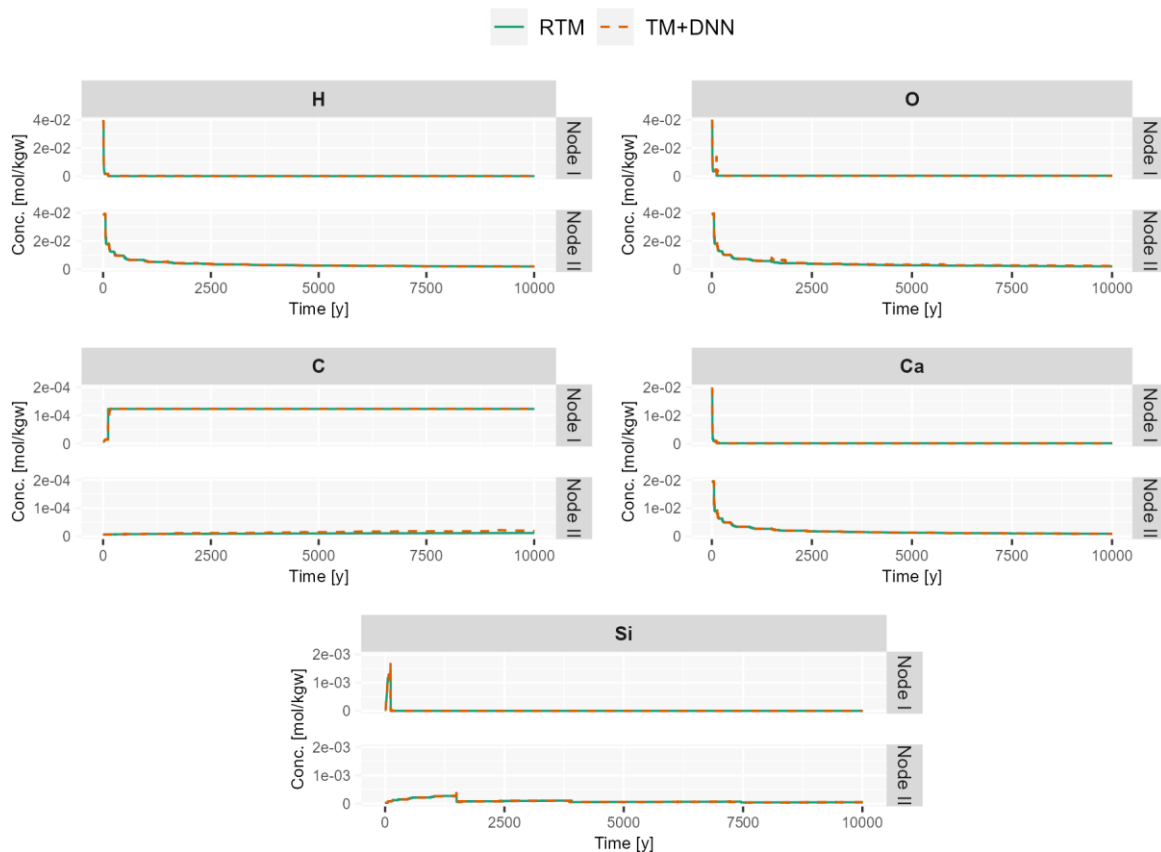 RTM TM+DNN
H
Conc. [mol/kgw]
4e-02
2e-02
0
Node I
4e-02
2e-02
0
Node II
0 2500 5000 7500 10000
Time [y]
O
Conc. [mol/kgw]
4e-02
2e-02
0
Node I
4e-02
2e-02
0
Node II
0 2500 5000 7500 10000
Time [y]
C
Conc. [mol/kgw]
2e-04
1e-04
0
Node I
2e-04
1e-04
0
Node II
0 2500 5000 7500 10000
Time [y]
Ca
Conc. [mol/kgw]
2e-02
1e-02
0
Node I
2e-02
1e-02
0
Node II
0 2500 5000 7500 10000
Time [y]
Si
Conc. [mol/kgw]
2e-03
1e-03
0
Node I
2e-03
1e-03
0
Node II
0 2500 5000 7500 10000
Time [y]